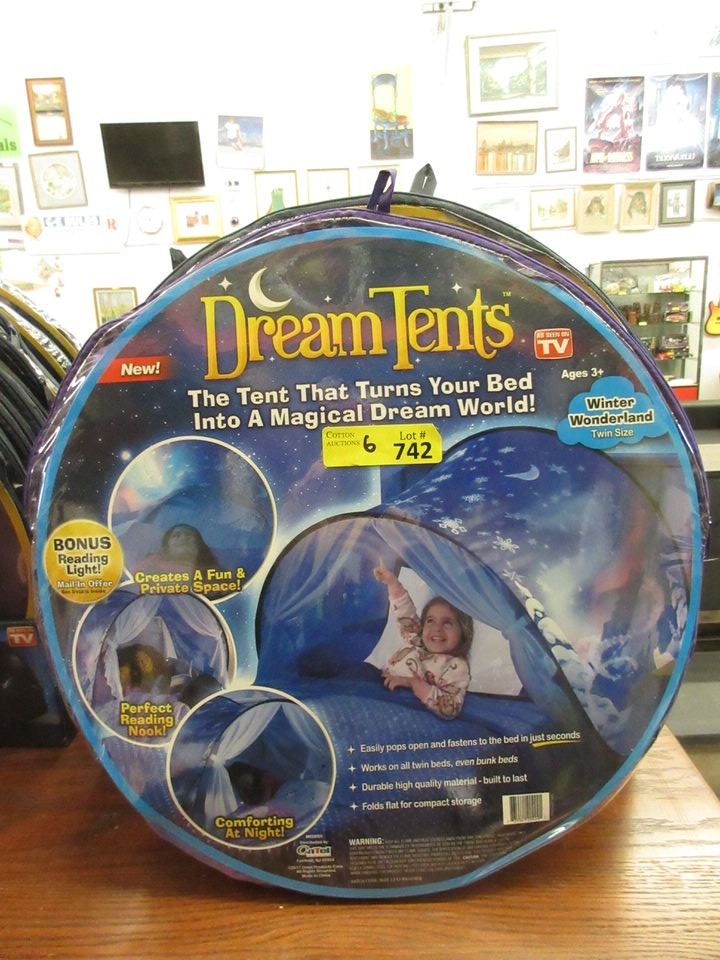 Dream Tents™
AS SEEN ON
TV
New!
Ages 3+
The Tent That Turns Your Bed
Into A Magical Dream World!
Winter
Wonderland
Twin Size
COTTON
AUCTIONS
6
Lot #
742
BONUS
Reading
Light!
Mail-In Offer
Creates A Fun &
Private Space!
Perfect
Reading
Nook!
Comforting
At Night!
Easily pops open and fastens to the bed in just seconds
Works on all twin beds, even bunk beds
Durable high quality material - built to last
Folds flat for compact storage
Distributed by
OnTel
WARNING:
TV